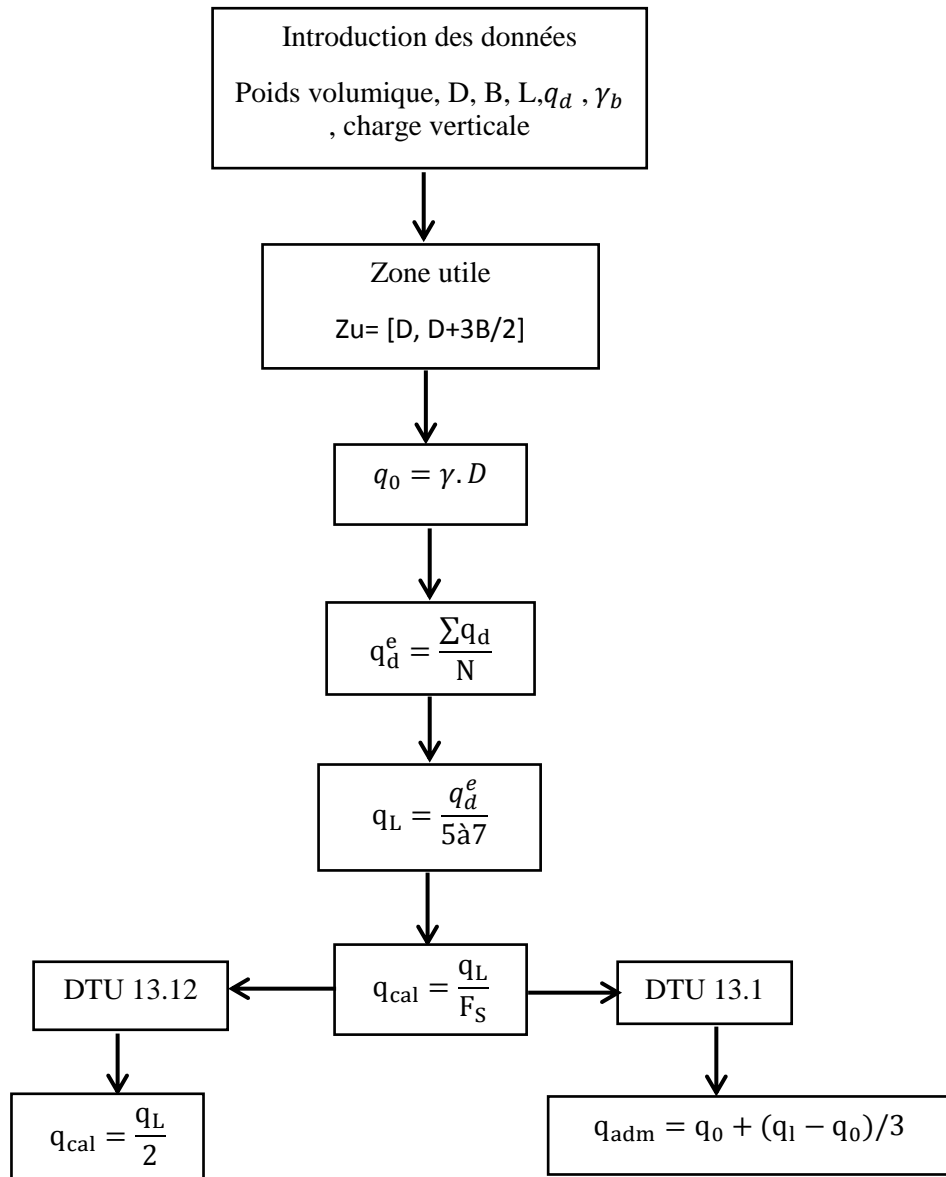 Introduction des données
Poids volumique, D, B, L,q_d , γ_b
, charge verticale
Zone utile
Zu= [D, D+3B/2]
q_0 = γ. D
q_d^e = ∑q_d / N
q_L = q_d^e / 5à7
DTU 13.12
q_cal = q_L / F_S
DTU 13.1
q_cal = q_L / 2
q_adm = q_0 + (q_l − q_0)/3